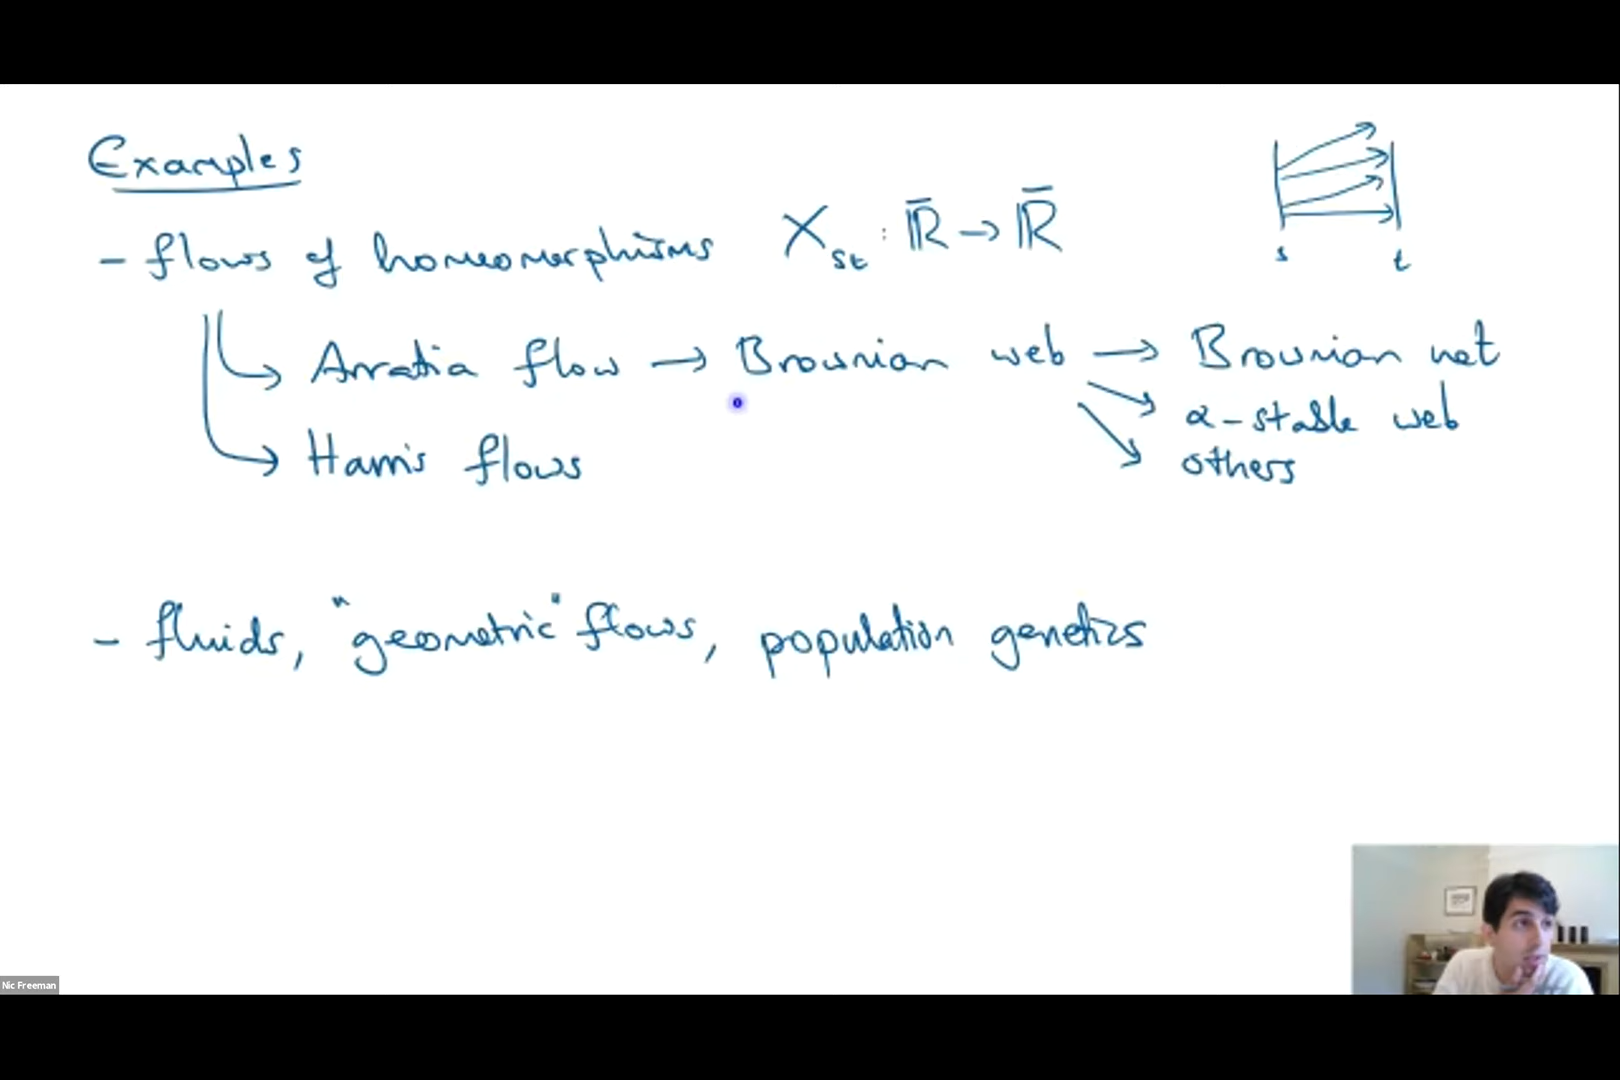 Examples
- flows of homeomorphisms X_st : ℝ̄ → ℝ̄
s t
→ Arratia flow → Brownian web → Brownian net
→ α-stable web
→ Harris flows
→ others
- fluids, "geometric" flows, population genetics
Nic Freeman